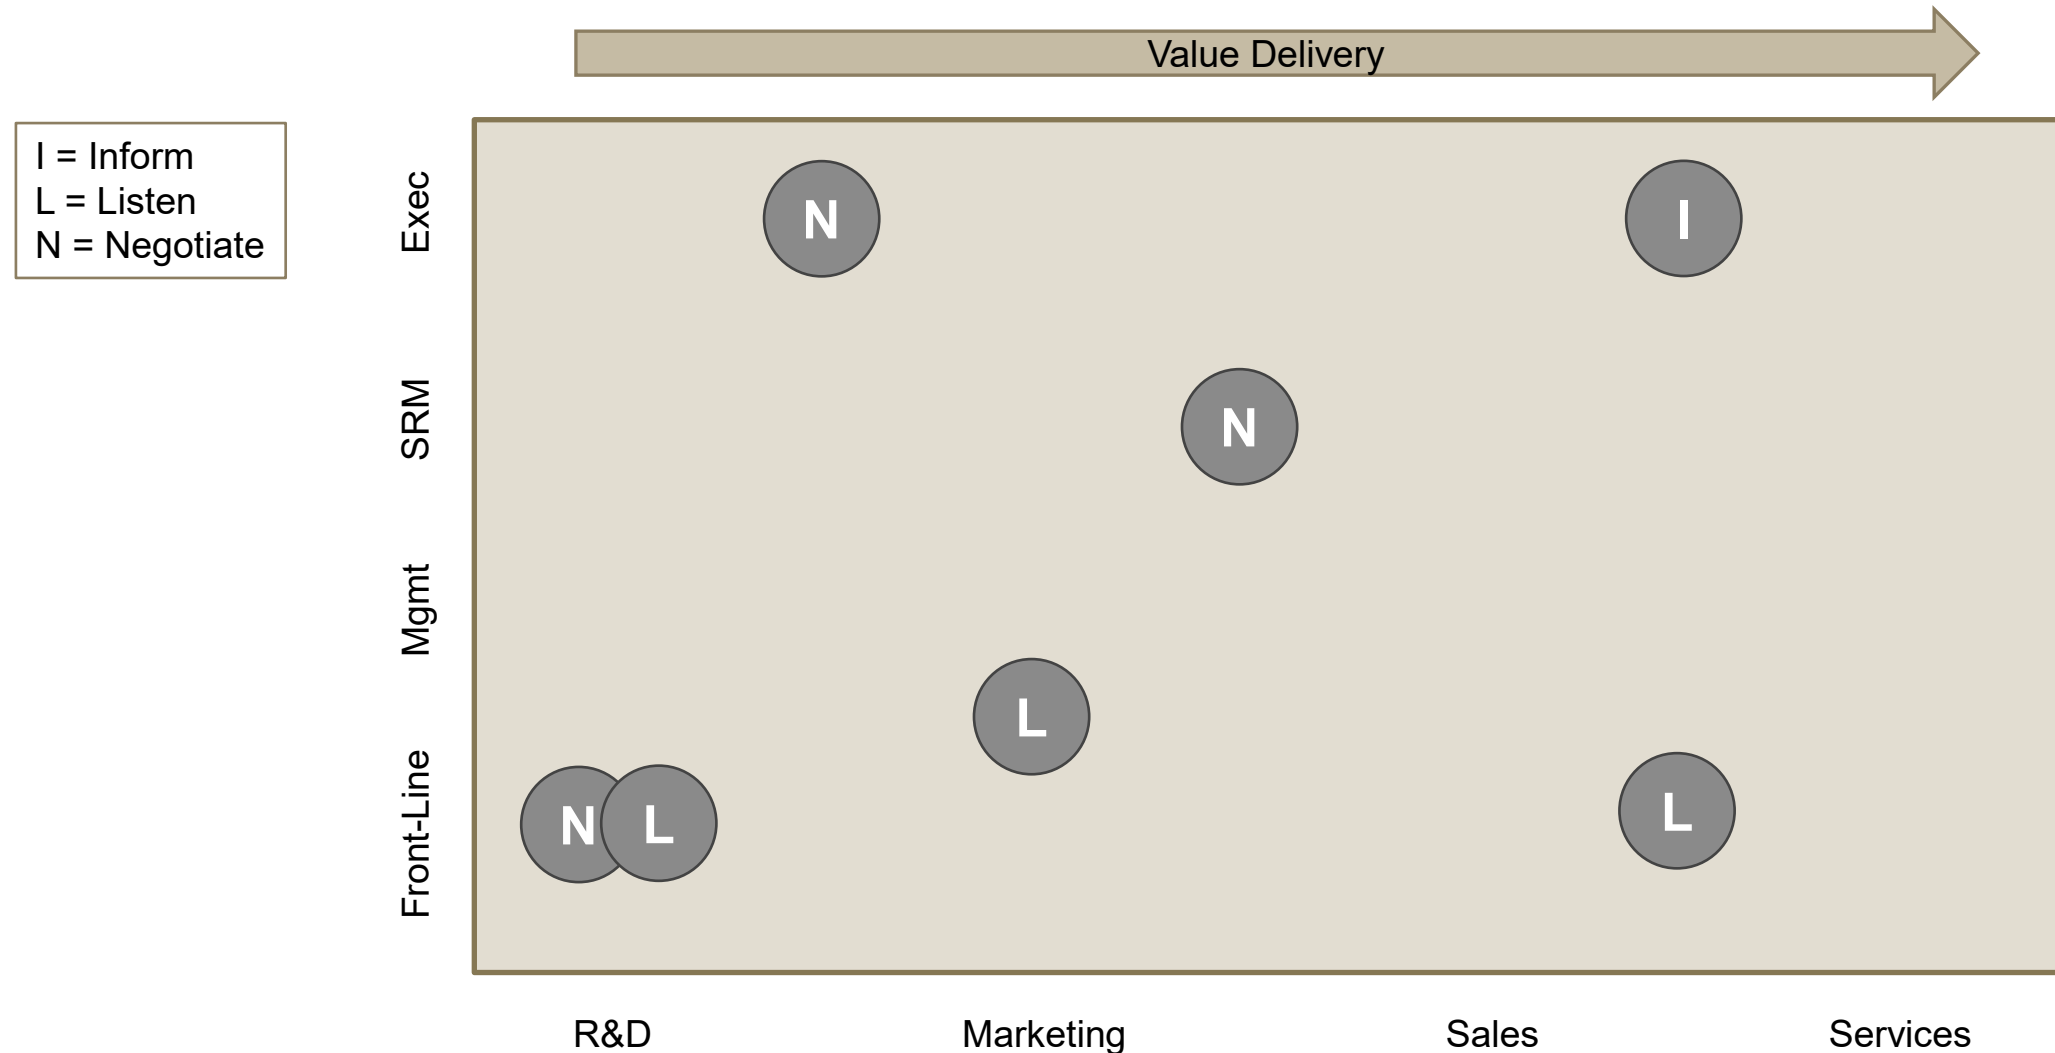 Value Delivery
I = Inform
L = Listen
N = Negotiate
Exec
N
I
SRM
N
Mgmt
L
Front-Line
N
L
L
R&D
Marketing
Sales
Services